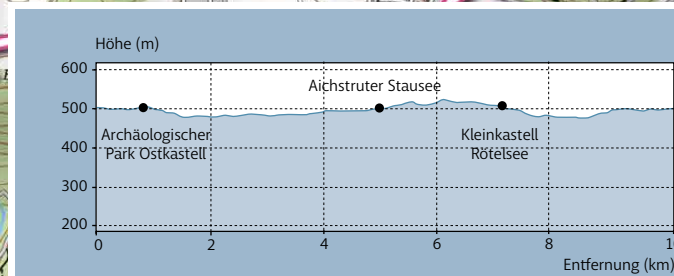 Höhe (m)
600
Aichstruter Stausee
500
Archäologischer
Park Ostkastell
Kleinkastell
Rötelsee
400
300
200
0 2 4 6 8
Entfernung (km)